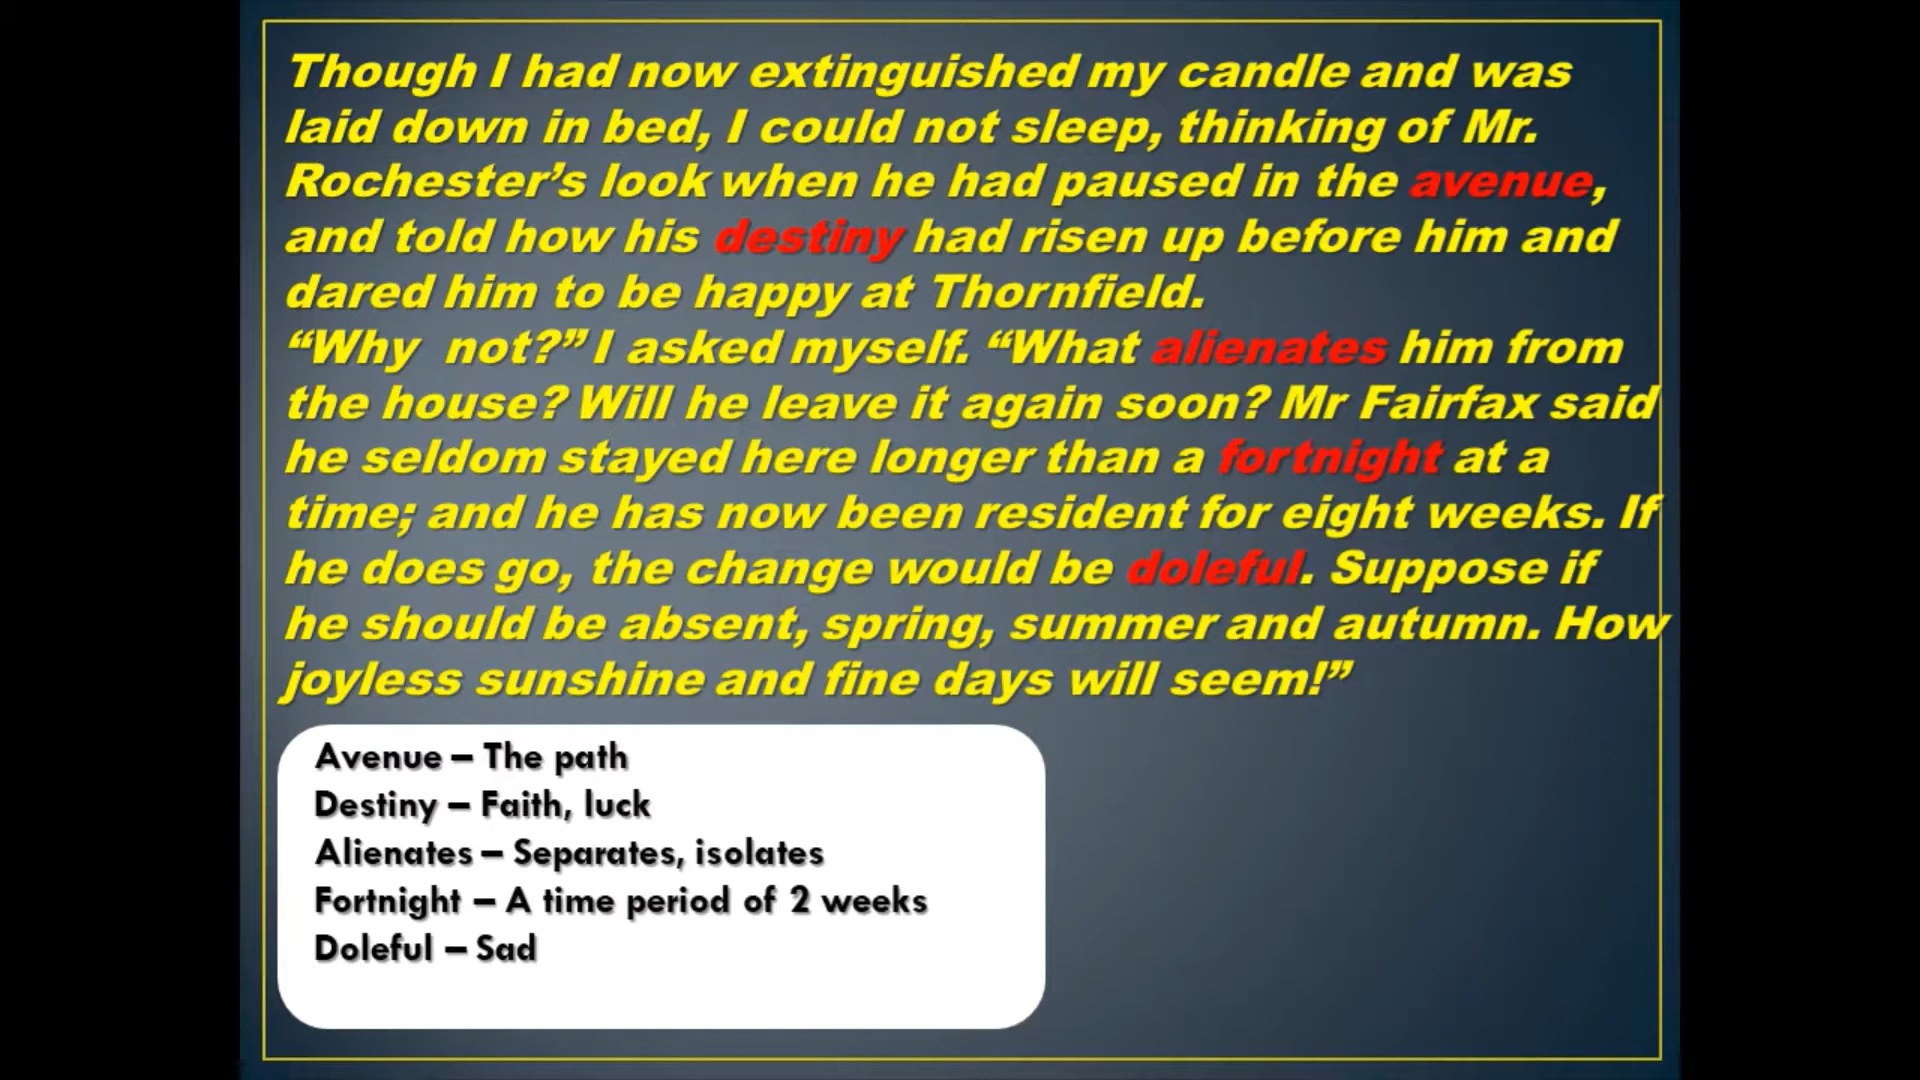 Though I had now extinguished my candle and was
laid down in bed, I could not sleep, thinking of Mr.
Rochester’s look when he had paused in the avenue,
and told how his destiny had risen up before him and
dared him to be happy at Thornfield.
“Why  not?” I asked myself. “What alienates him from
the house? Will he leave it again soon? Mr Fairfax said
he seldom stayed here longer than a fortnight at a
time; and he has now been resident for eight weeks. If
he does go, the change would be doleful. Suppose if
he should be absent, spring, summer and autumn. How
joyless sunshine and fine days will seem!”
Avenue – The path
Destiny – Faith, luck
Alienates – Separates, isolates
Fortnight – A time period of 2 weeks
Doleful – Sad